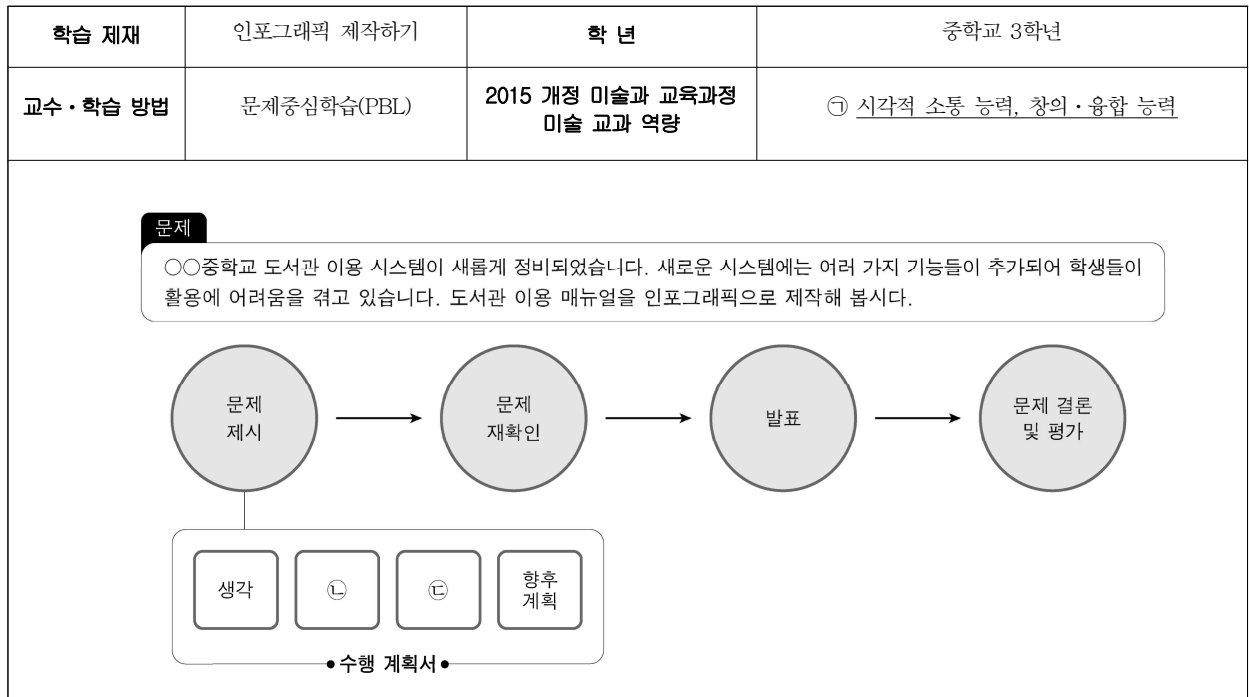 학습 제재
인포그래픽 제작하기
학 년
중학교 3학년
교수・학습 방법
문제중심학습(PBL)
2015 개정 미술과 교육과정
미술 교과 역량
㉠ 시각적 소통 능력, 창의・융합 능력
문제
○○중학교 도서관 이용 시스템이 새롭게 정비되었습니다. 새로운 시스템에는 여러 가지 기능들이 추가되어 학생들이
활용에 어려움을 겪고 있습니다. 도서관 이용 매뉴얼을 인포그래픽으로 제작해 봅시다.
문제
제시
문제
재확인
발표
문제 결론
및 평가
생각
㉡
㉢
향후
계획
●수행 계획서●